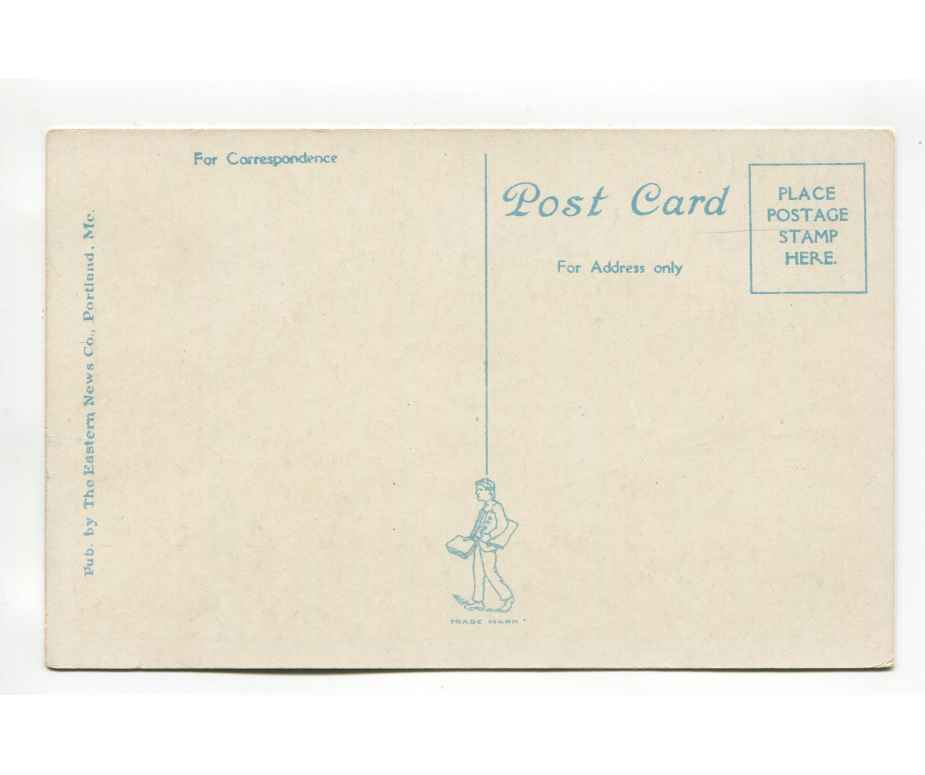 For Correspondence
Post Card
For Address only
PLACE
POSTAGE
STAMP
HERE.
Pub. by The Eastern News Co., Portland, Me.
TRADE MARK